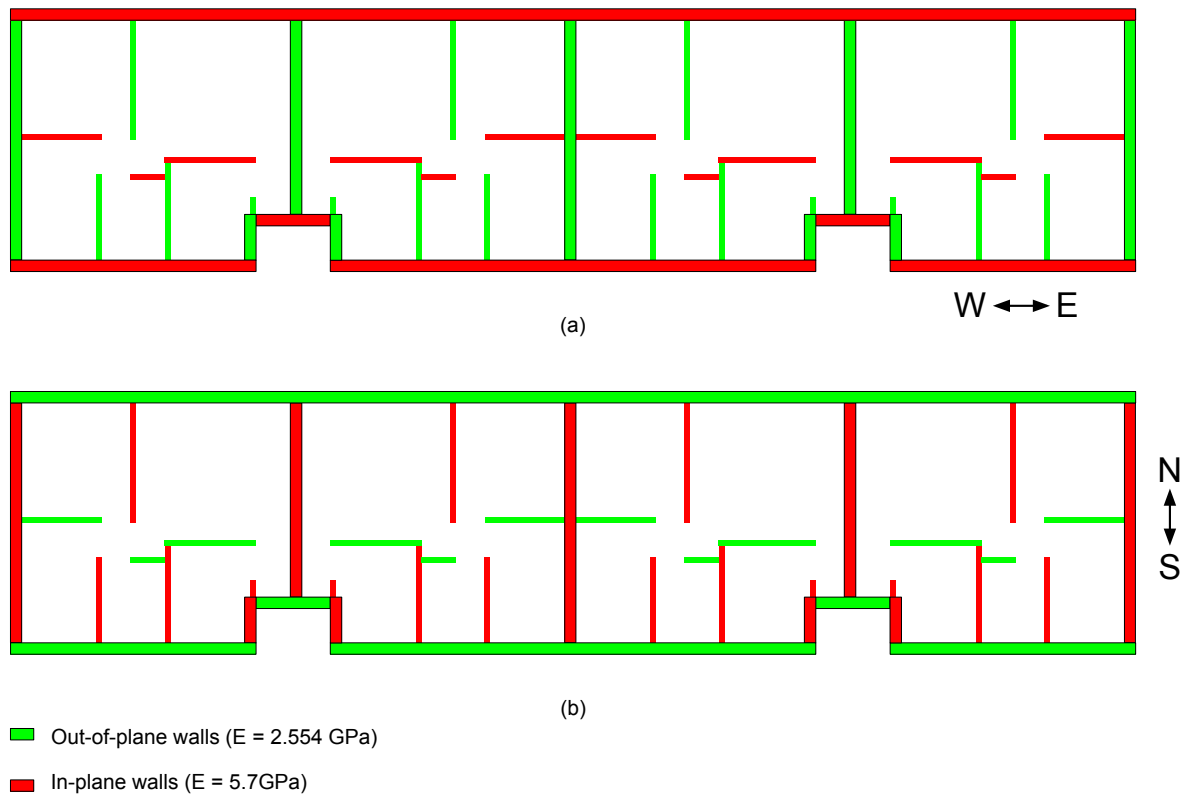 W E
(a)
N
S
(b)
Out-of-plane walls (E = 2.554 GPa)
In-plane walls (E = 5.7GPa)